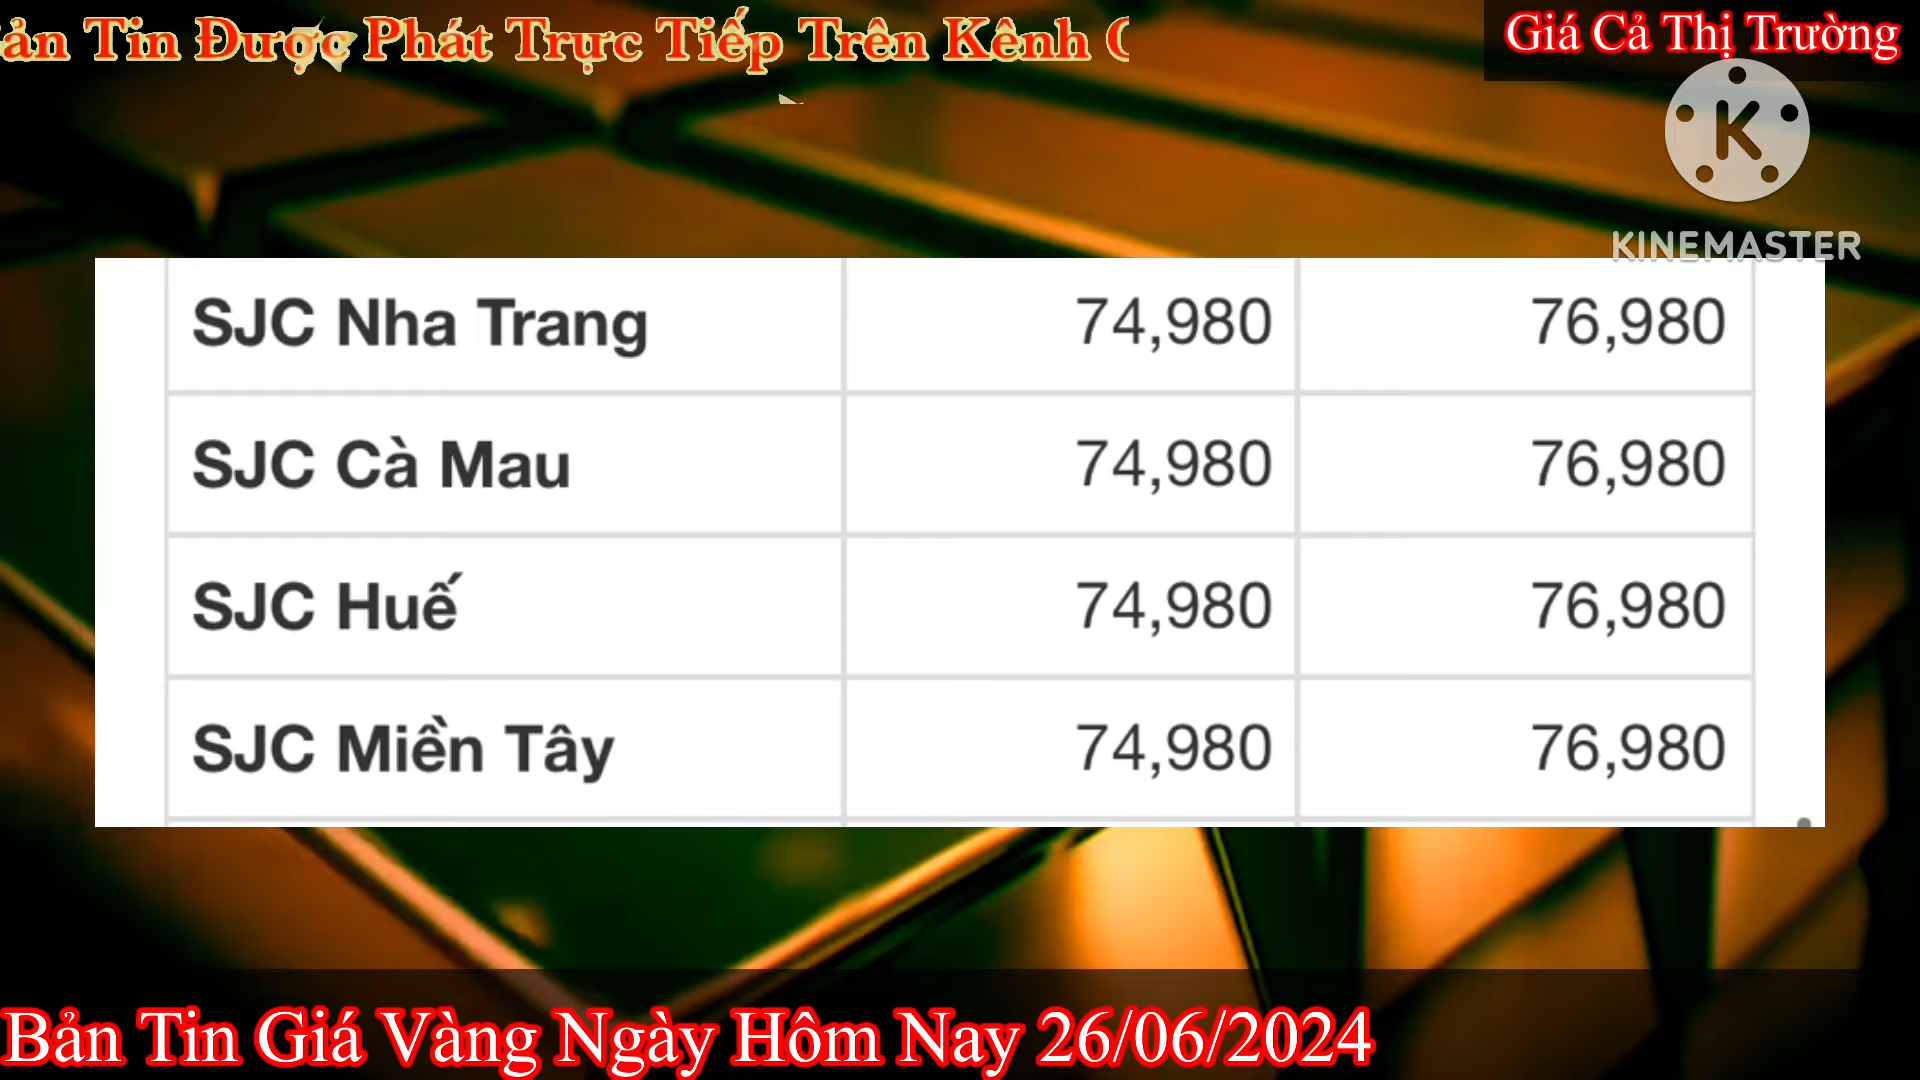 ản Tin Được Phát Trực Tiếp Trên Kênh
Giá Cả Thị Trường
K
KINEMASTER
SJC Nha Trang 74,980 76,980
SJC Cà Mau 74,980 76,980
SJC Huế 74,980 76,980
SJC Miền Tây 74,980 76,980
Bản Tin Giá Vàng Ngày Hôm Nay 26/06/2024